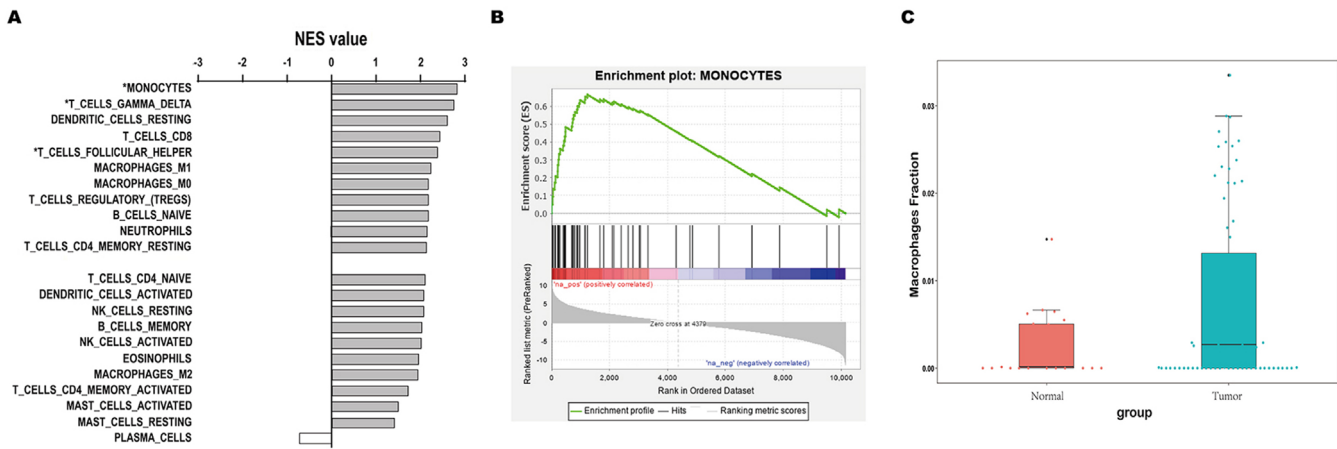 A
NES value
-3 -2 -1 0 1 2 3
*MONOCYTES
*T_CELLS_GAMMA_DELTA
DENDRITIC_CELLS_RESTING
T_CELLS_CD8
*T_CELLS_FOLLICULAR_HELPER
MACROPHAGES_M1
MACROPHAGES_M0
T_CELLS_REGULATORY_(TREGS)
B_CELLS_NAIVE
NEUTROPHILS
T_CELLS_CD4_MEMORY_RESTING
T_CELLS_CD4_NAIVE
DENDRITIC_CELLS_ACTIVATED
NK_CELLS_RESTING
B_CELLS_MEMORY
NK_CELLS_ACTIVATED
EOSINOPHILS
MACROPHAGES_M2
T_CELLS_CD4_MEMORY_ACTIVATED
MAST_CELLS_ACTIVATED
MAST_CELLS_RESTING
PLASMA_CELLS
B
Enrichment plot: MONOCYTES
Enrichment score (ES)
0.6
0.5
0.4
0.3
0.2
0.1
0.0
'na_pos' (positively correlated)
Ranked list metric (PreRanked)
10
5
0
-5
-10
Zero cross at 4379
'na_neg' (negatively correlated)
0 2,000 4,000 6,000 8,000 10,000
Rank in Ordered Dataset
Enrichment profile Hits Ranking metric scores
C
Macrophages Fraction
0.03
0.02
0.01
0.00
Normal Tumor
group